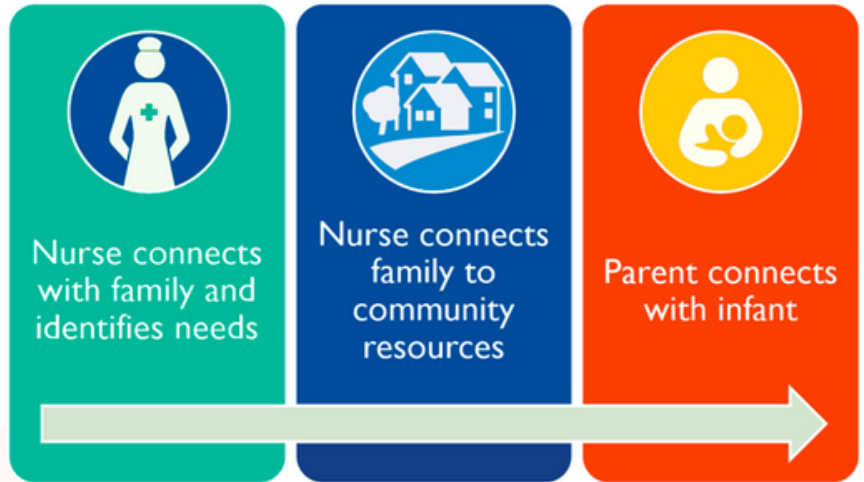 Nurse connects
with family and
identifies needs
Nurse connects
family to
community
resources
Parent connects
with infant